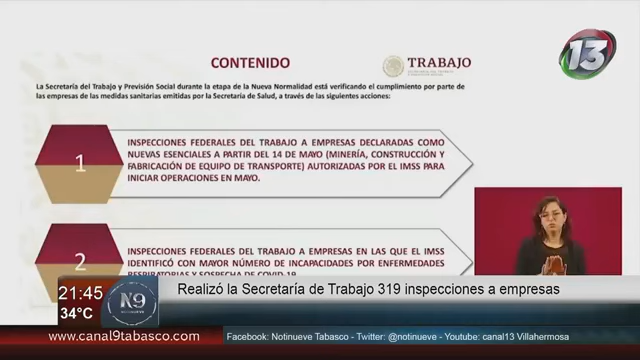 CONTENIDO
TRABAJO
13
La Secretaría del Trabajo y Previsión Social durante la etapa de la Nueva Normalidad está verificando el cumplimiento por parte de
las empresas de las medidas sanitarias emitidas por la Secretaría de Salud, a través de las siguientes acciones:
1
INSPECCIONES FEDERALES DEL TRABAJO A EMPRESAS DECLARADAS COMO
NUEVAS ESENCIALES A PARTIR DEL 14 DE MAYO (MINERÍA, CONSTRUCCIÓN Y
FABRICACIÓN DE EQUIPO DE TRANSPORTE) AUTORIZADAS POR EL IMSS PARA
INICIAR OPERACIONES EN MAYO.
2
INSPECCIONES FEDERALES DEL TRABAJO A EMPRESAS EN LAS QUE EL IMSS
IDENTIFICÓ CON MAYOR NÚMERO DE INCAPACIDADES POR ENFERMEDADES
RESPIRATORIAS Y SOSPECHA DE COVID-19
21:45
34°C
N9
Realizó la Secretaría de Trabajo 319 inspecciones a empresas
www.canal9tabasco.com/
Facebook: Notinueve Tabasco - Twitter: @notinueve - Youtube: canal13 Villahermosa